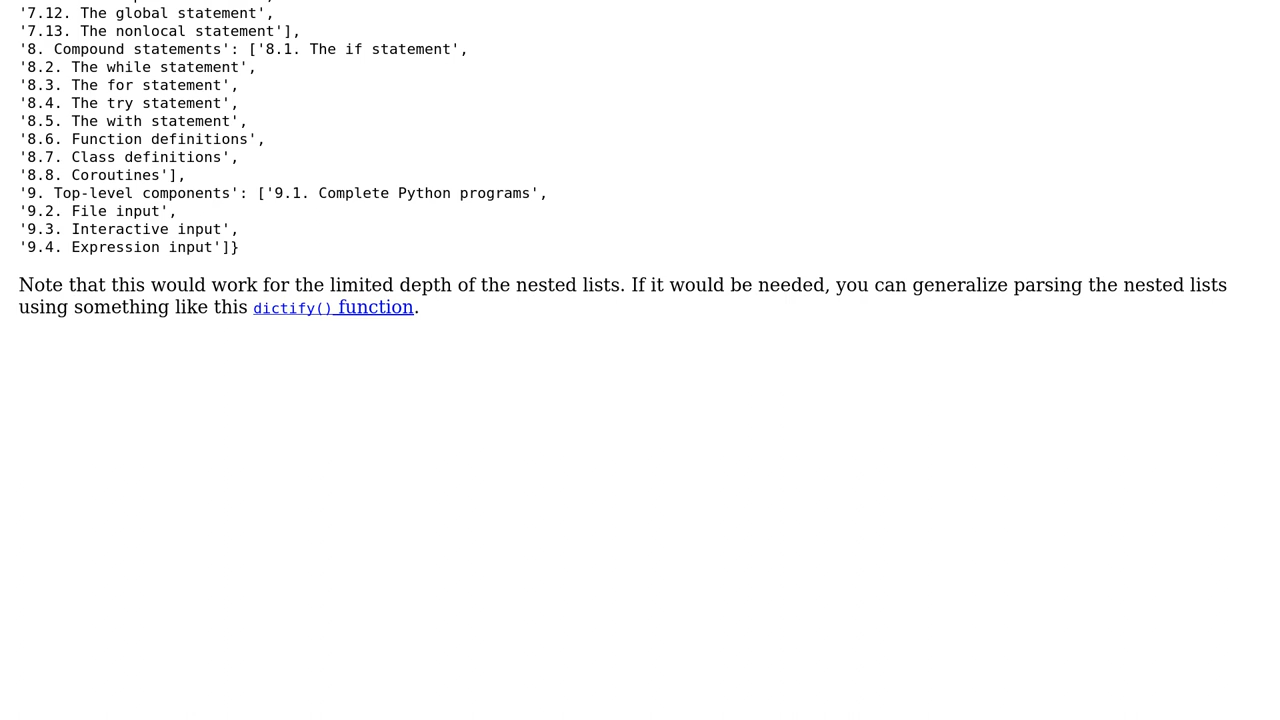 '7.12. The global statement',
'7.13. The nonlocal statement'],
'8. Compound statements': ['8.1. The if statement',
'8.2. The while statement',
'8.3. The for statement',
'8.4. The try statement',
'8.5. The with statement',
'8.6. Function definitions',
'8.7. Class definitions',
'8.8. Coroutines'],
'9. Top-level components': ['9.1. Complete Python programs',
'9.2. File input',
'9.3. Interactive input',
'9.4. Expression input']}
Note that this would work for the limited depth of the nested lists. If it would be needed, you can generalize parsing the nested lists
using something like this dictify() function.